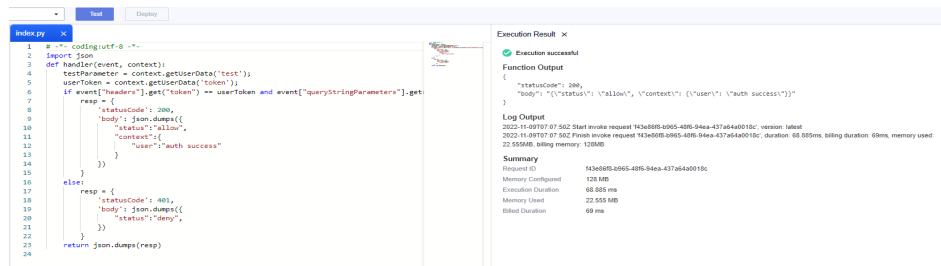 Test
Deploy
index.py ×
1 # -*- coding:utf-8 -*-
2 import json
3 def handler(event, context):
4 testParameter = context.getUserData('test');
5 userToken = context.getUserData('token');
6 if event["headers"].get("token") == userToken and event["queryStringParameters"].get(
7 resp = {
8 'statusCode': 200,
9 'body': json.dumps({
10 "status":"allow",
11 "context":{
12 "user":"auth success"
13 }
14 })
15 }
16 else:
17 resp = {
18 'statusCode': 401,
19 'body': json.dumps({
20 "status":"deny",
21 })
22 }
23 return json.dumps(resp)
24
Execution Result ×
Execution successful
Function Output
{
"statusCode": 200,
"body": "{\"status\": \"allow\", \"context\": {\"user\": \"auth success\"}}"
}
Log Output
2022-11-09T07:07:50Z Start invoke request 'f43e86f8-b965-48f6-94ea-437a64a0018c', version: latest
2022-11-09T07:07:50Z Finish invoke request 'f43e86f8-b965-48f6-94ea-437a64a0018c', duration: 68.885ms, billing duration: 69ms, memory used:
22.555MB, billing memory: 128MB
Summary
Request ID f43e86f8-b965-48f6-94ea-437a64a0018c
Memory Configured 128 MB
Execution Duration 68.885 ms
Memory Used 22.555 MB
Billed Duration 69 ms